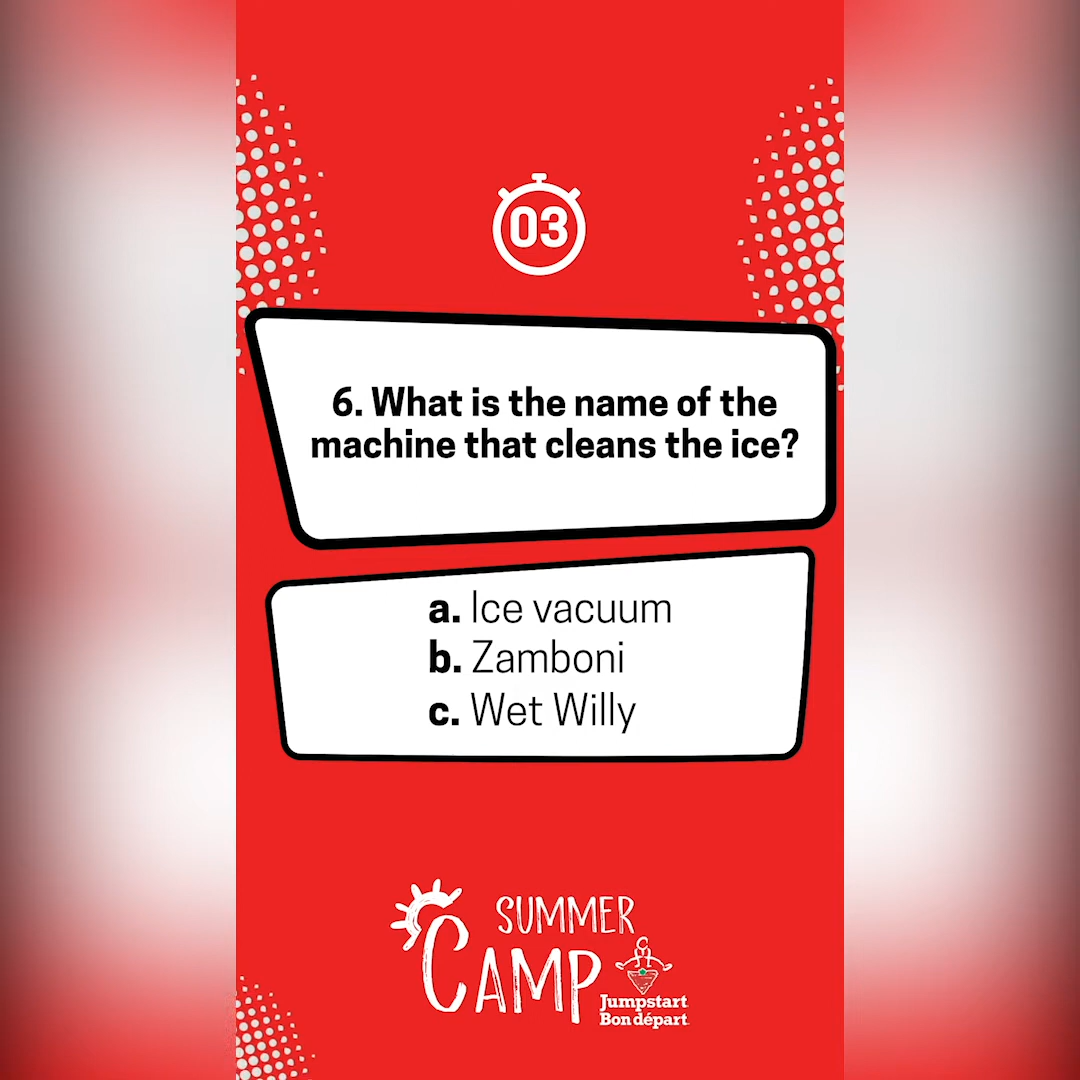 03
6. What is the name of the
machine that cleans the ice?
a. Ice vacuum
b. Zamboni
c. Wet Willy
SUMMER
CAMP
Jumpstart
Bon départ